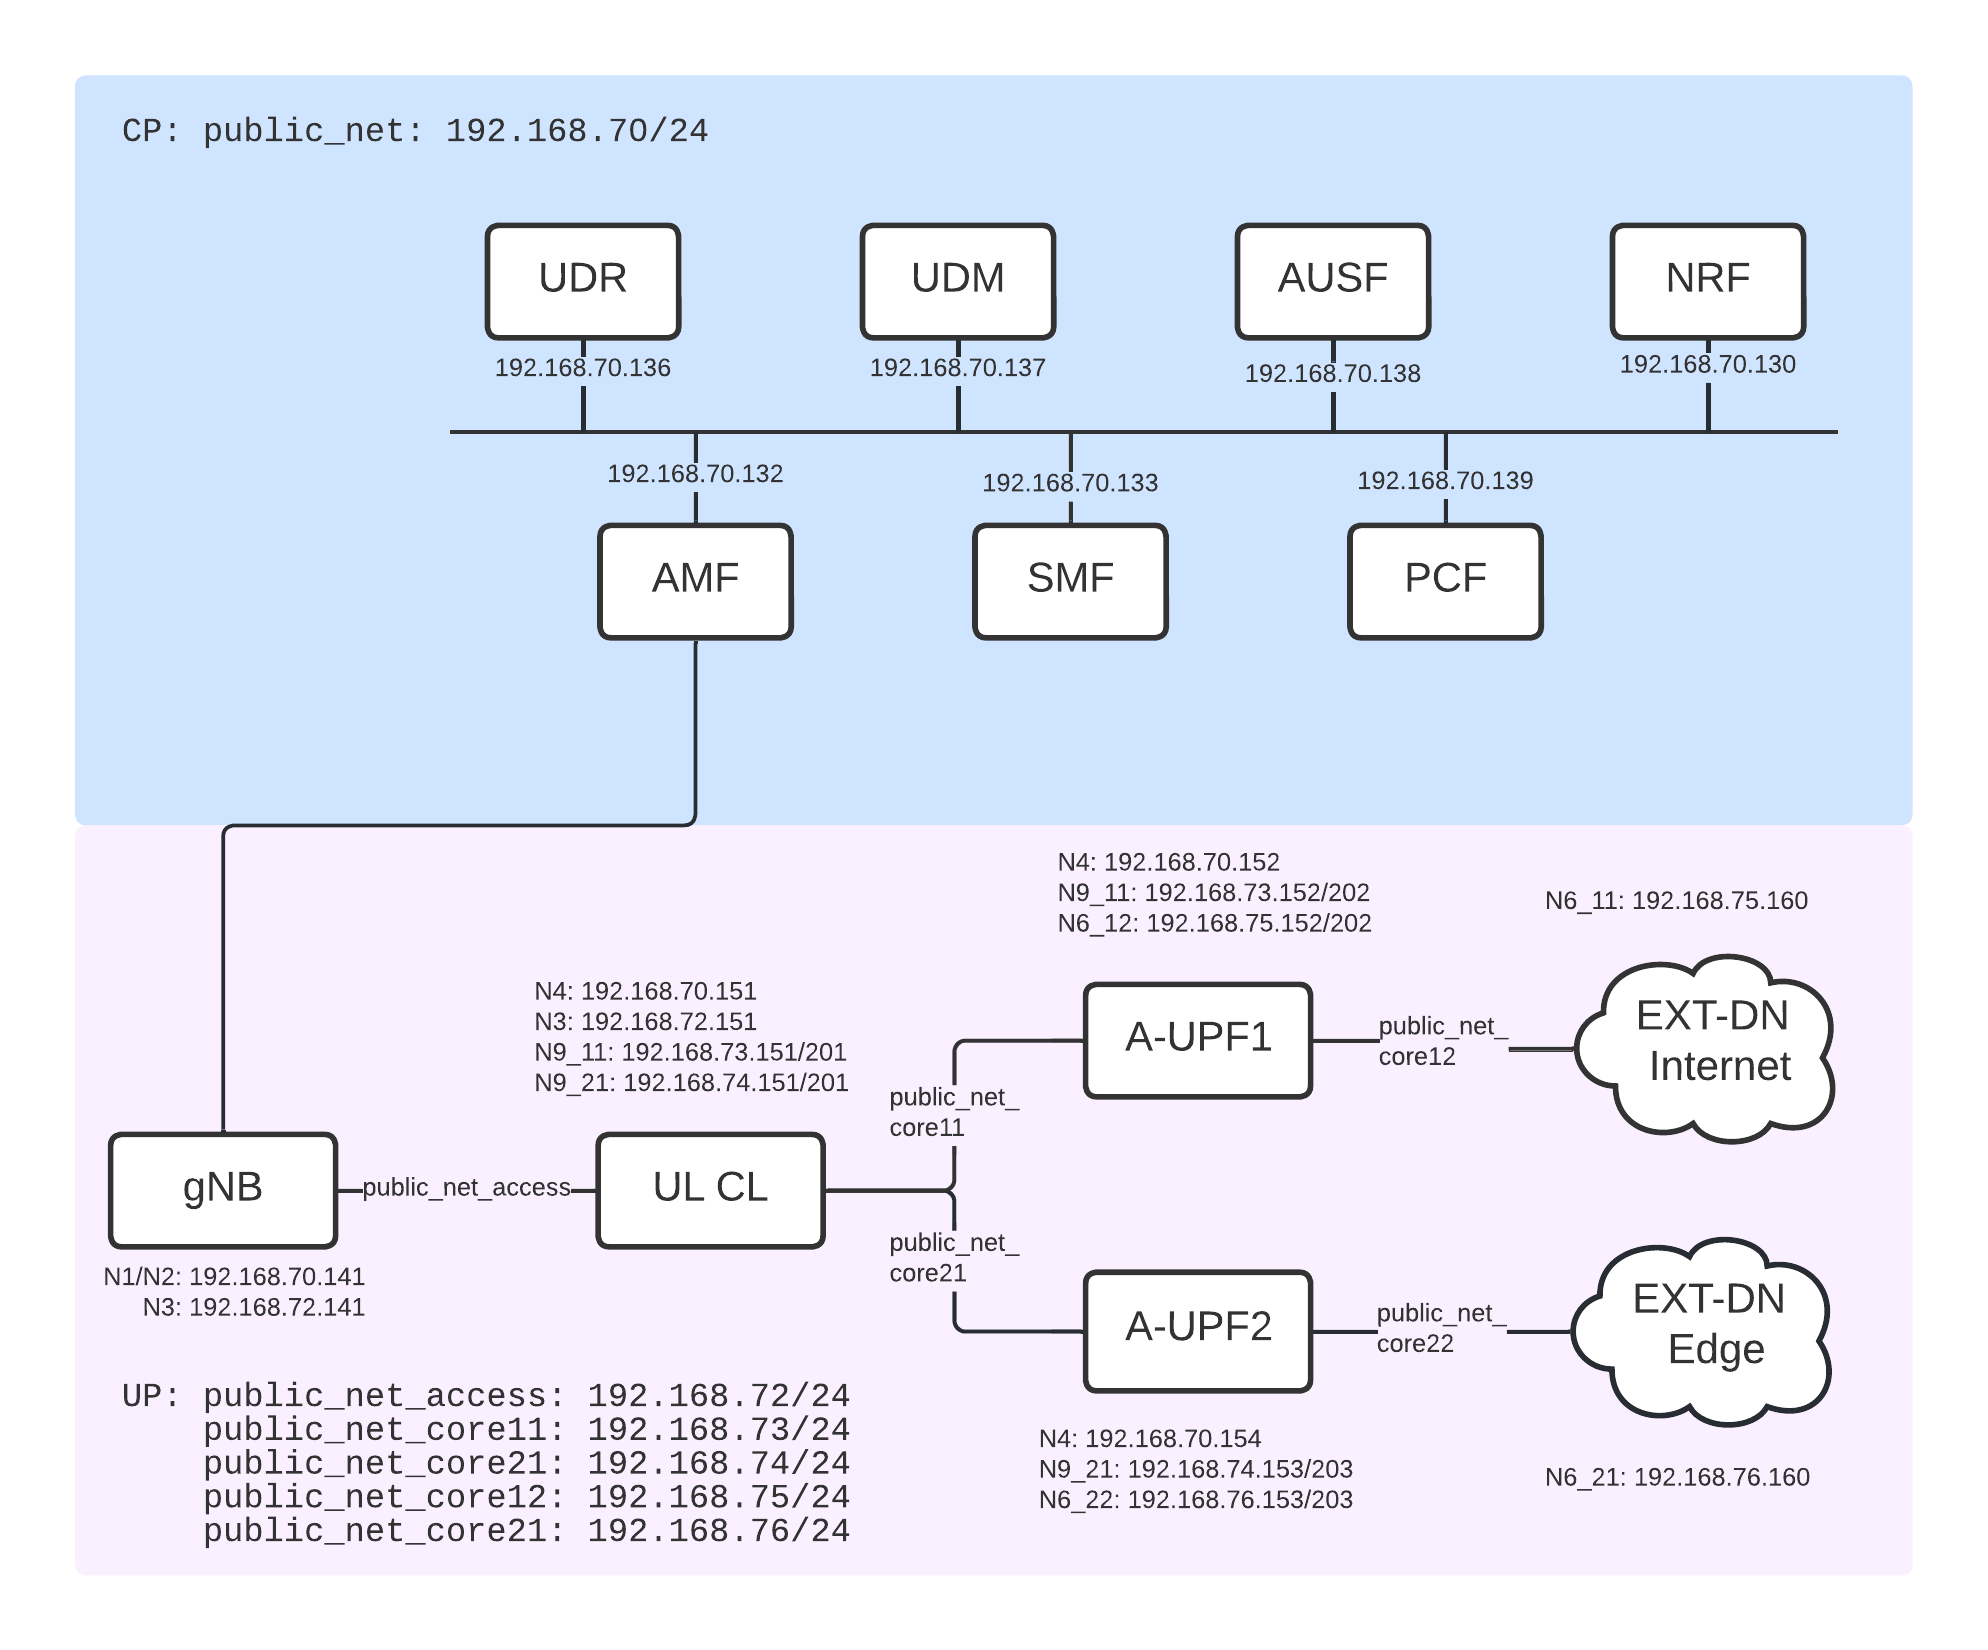 CP: public_net: 192.168.70/24
UDR
UDM
AUSF
NRF
192.168.70.136
192.168.70.137
192.168.70.138
192.168.70.130
192.168.70.132
192.168.70.133
192.168.70.139
AMF
SMF
PCF
N4: 192.168.70.152
N9_11: 192.168.73.152/202
N6_12: 192.168.75.152/202
N6_11: 192.168.75.160
N4: 192.168.70.151
N3: 192.168.72.151
N9_11: 192.168.73.151/201
N9_21: 192.168.74.151/201
A-UPF1
public_net_
core12
EXT-DN
Internet
public_net_
core11
gNB
public_net_access
UL CL
public_net_
core21
N1/N2: 192.168.70.141
N3: 192.168.72.141
A-UPF2
public_net_
core22
EXT-DN
Edge
UP: public_net_access: 192.168.72/24
public_net_core11: 192.168.73/24
public_net_core21: 192.168.74/24
public_net_core12: 192.168.75/24
public_net_core21: 192.168.76/24
N4: 192.168.70.154
N9_21: 192.168.74.153/203
N6_22: 192.168.76.153/203
N6_21: 192.168.76.160